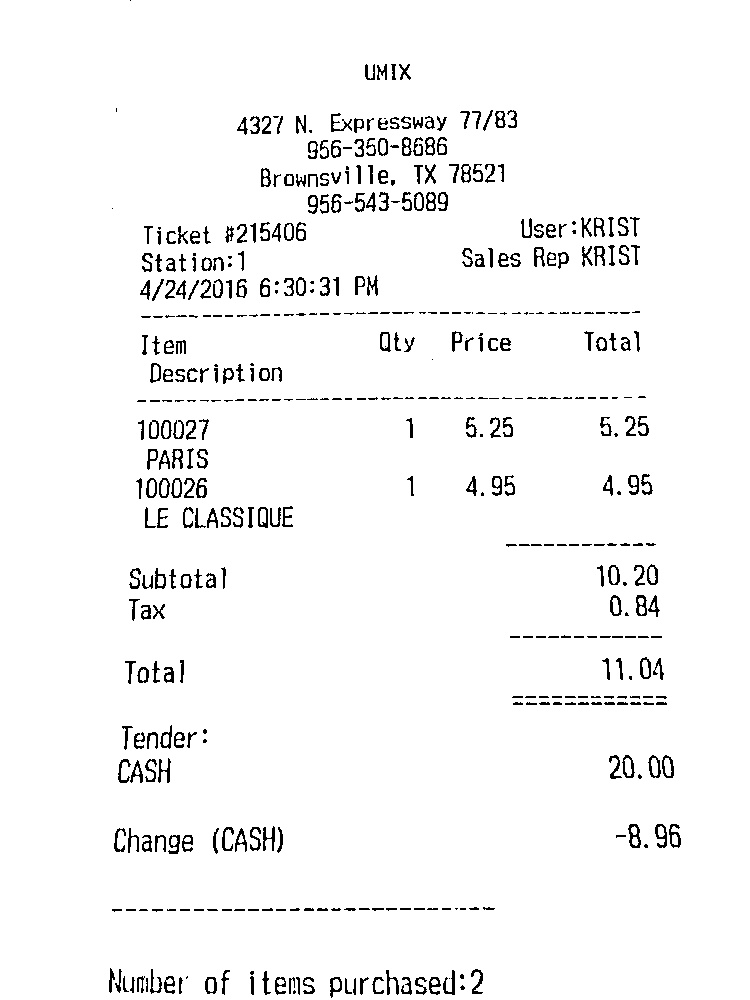 UMIX
4327 N. Expressway 77/83
956-350-8686
Brownsville, TX 78521
956-543-5089
Ticket #215406 User:KRIST
Station:1 Sales Rep KRIST
4/24/2016 6:30:31 PM
Item Qty Price Total
Description
100027 1 5.25 5.25
PARIS
100026 1 4.95 4.95
LE CLASSIQUE
Subtotal 10.20
Tax 0.84
Total 11.04
============
Tender:
CASH 20.00
Change (CASH) -8.96
Number of items purchased:2